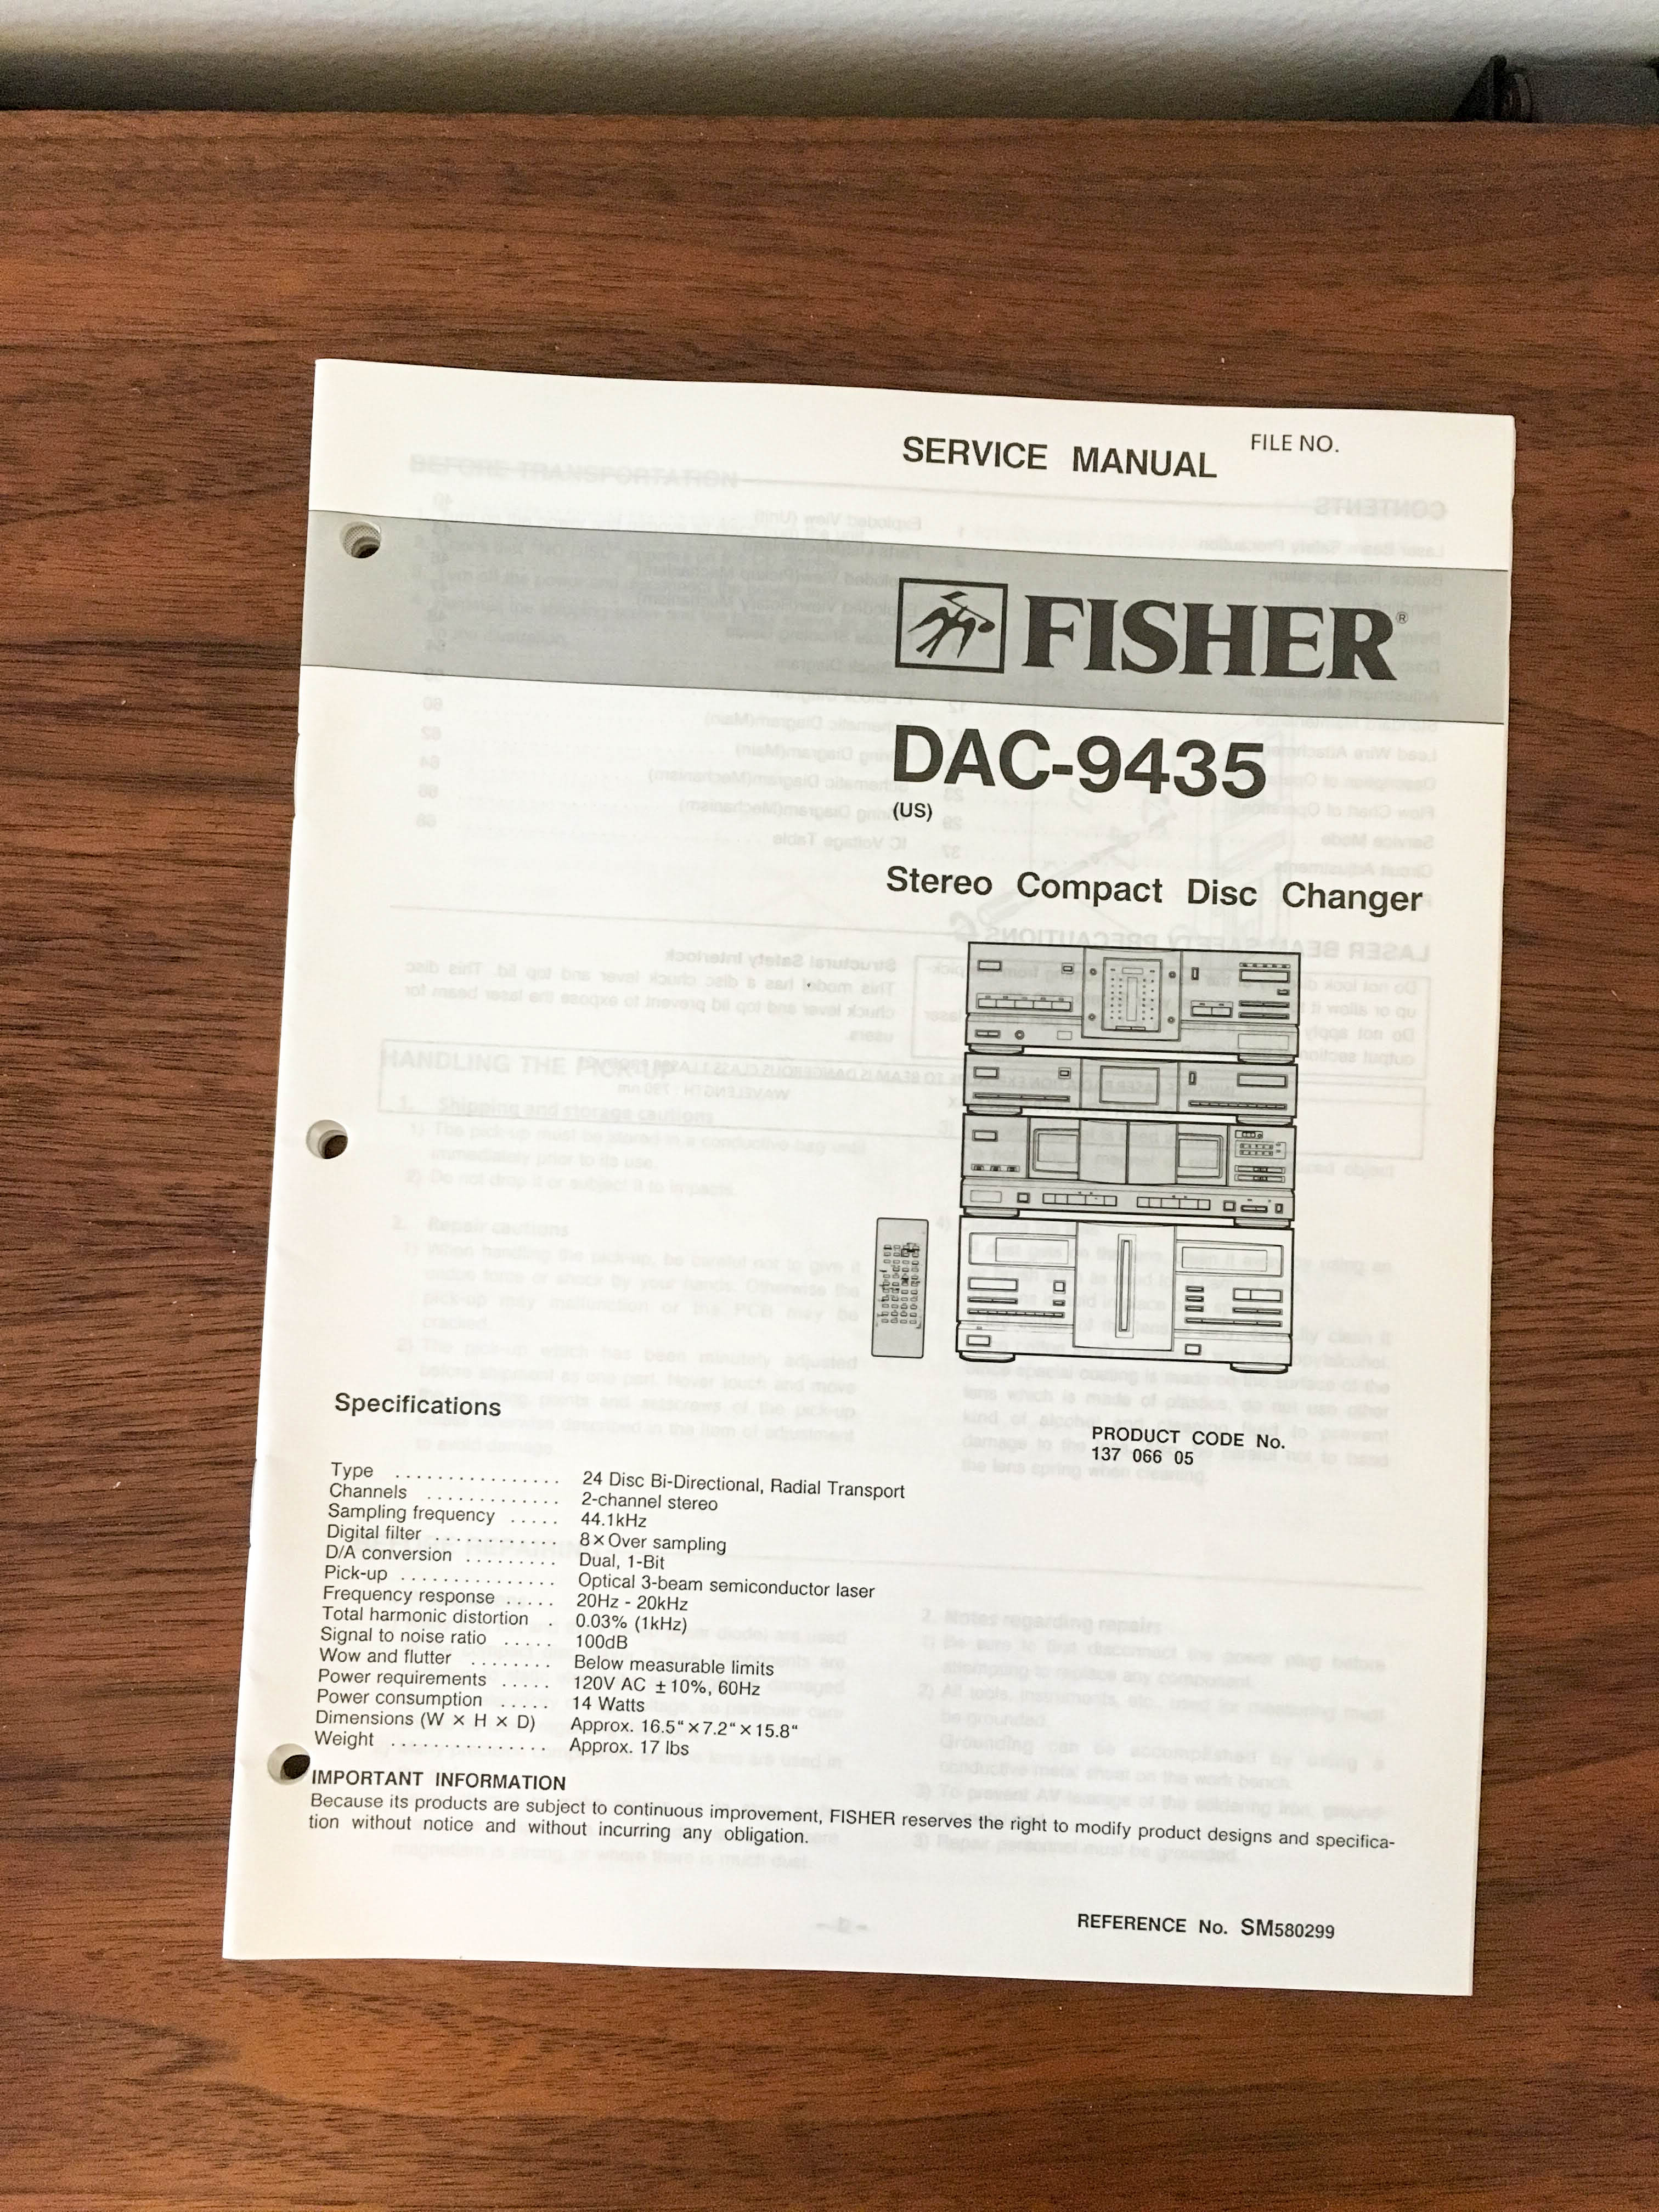 SERVICE MANUAL
FILE NO.
FISHER®
DAC-9435
(US)
Stereo Compact Disc Changer
Specifications
PRODUCT CODE No.
137 066 05
Type ............... 24 Disc Bi-Directional, Radial Transport
Channels ............. 2-channel stereo
Sampling frequency ..... 44.1kHz
Digital filter ........... 8×Over sampling
D/A conversion ......... Dual, 1-Bit
Pick-up ............... Optical 3-beam semiconductor laser
Frequency response ..... 20Hz - 20kHz
Total harmonic distortion . 0.03% (1kHz)
Signal to noise ratio ..... 100dB
Wow and flutter ........ Below measurable limits
Power requirements ..... 120V AC ±10%, 60Hz
Power consumption ..... 14 Watts
Dimensions (W × H × D) Approx. 16.5"×7.2"×15.8"
Weight ............... Approx. 17 lbs
IMPORTANT INFORMATION
Because its products are subject to continuous improvement, FISHER reserves the right to modify product designs and specifica-
tion without notice and without incurring any obligation.
REFERENCE No. SM580299